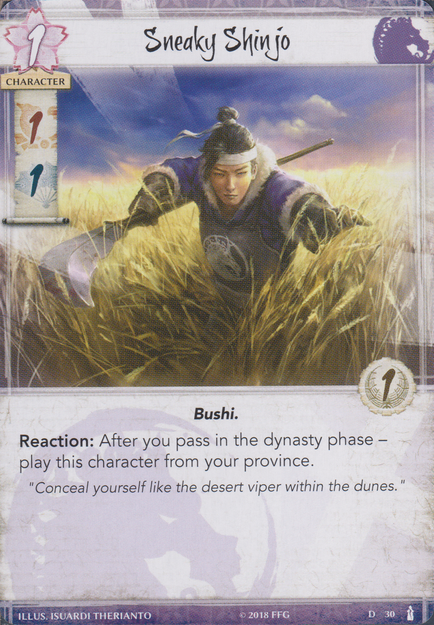 1
Sneaky Shinjo
CHARACTER
1
1
1
Bushi.
Reaction: After you pass in the dynasty phase –
play this character from your province.
"Conceal yourself like the desert viper within the dunes."
ILLUS. ISUARDI THERIANTO © 2018 FFG D 30